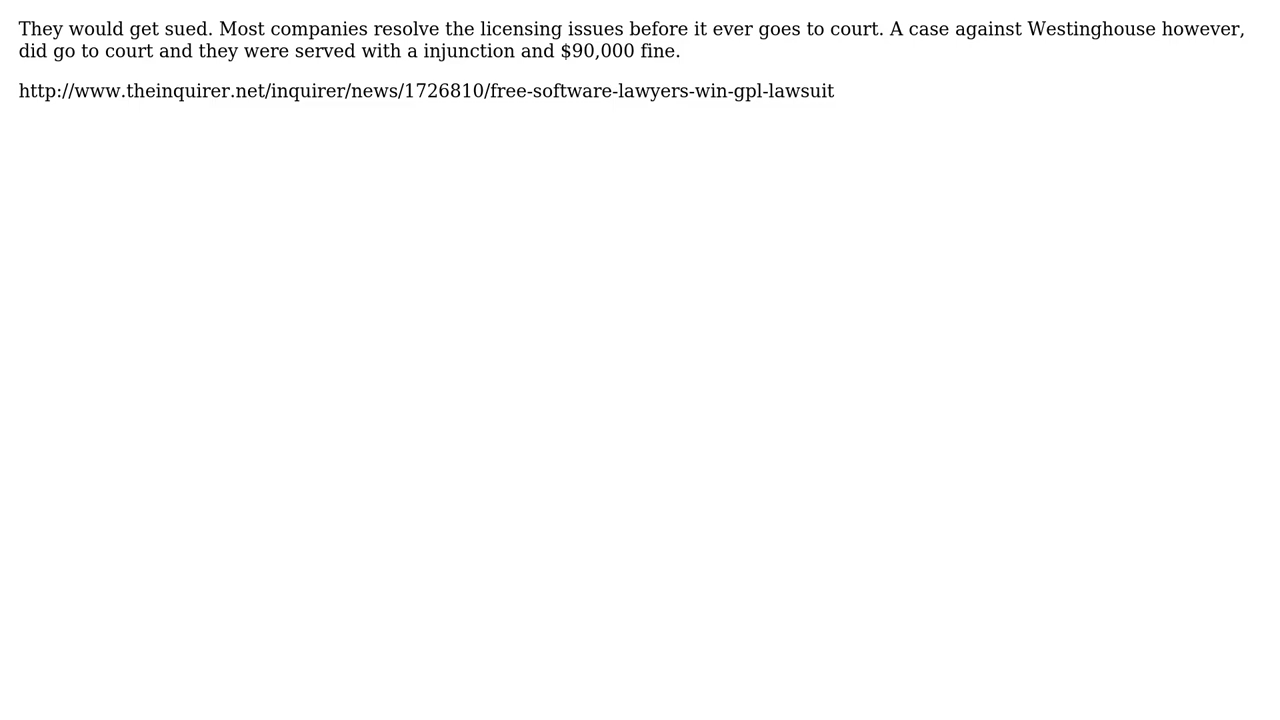 They would get sued. Most companies resolve the licensing issues before it ever goes to court. A case against Westinghouse however,
did go to court and they were served with a injunction and $90,000 fine.
http://www.theinquirer.net/inquirer/news/1726810/free-software-lawyers-win-gpl-lawsuit